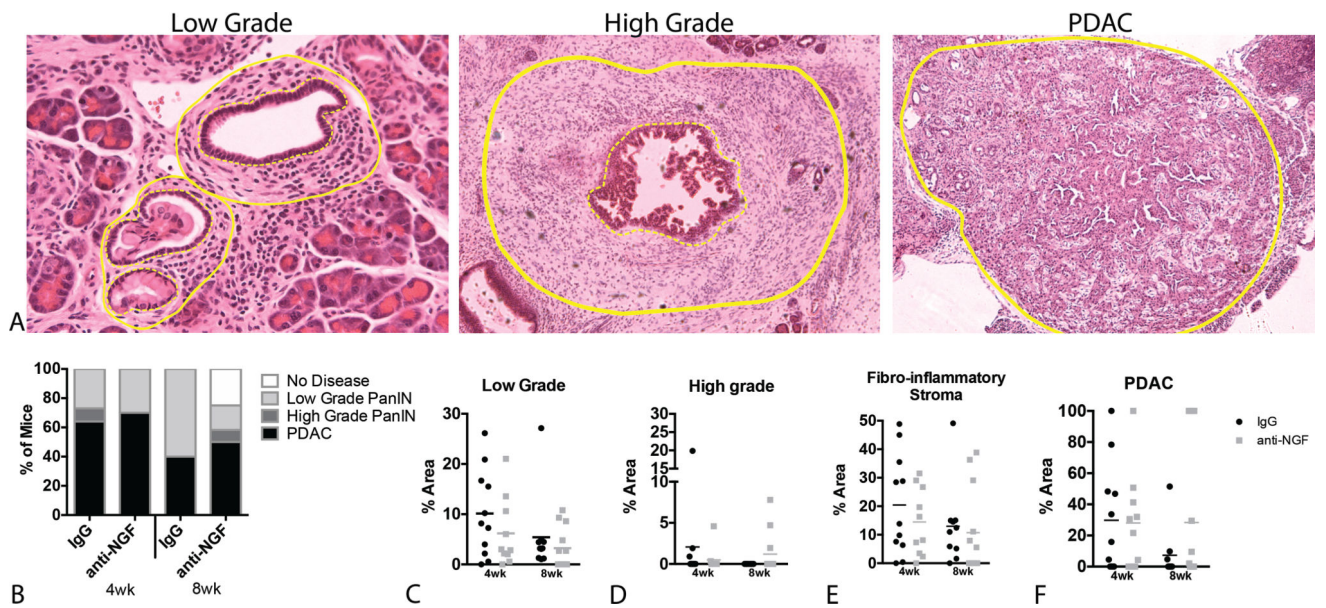 Low Grade High Grade PDAC
A
100
80
60
40
20
0
% of Mice
No Disease
Low Grade PanIN
High Grade PanIN
PDAC
IgG anti-NGF IgG anti-NGF
4wk 8wk
B
Low Grade
30
20
10
0
% Area
4wk 8wk
C
High grade
30
25
20
15
10
5
0
% Area
4wk 8wk
D
Fibro-inflammatory
Stroma
50
40
30
20
10
0
% Area
4wk 8wk
E
PDAC
100
80
60
40
20
0
% Area
4wk 8wk
IgG
anti-NGF
F